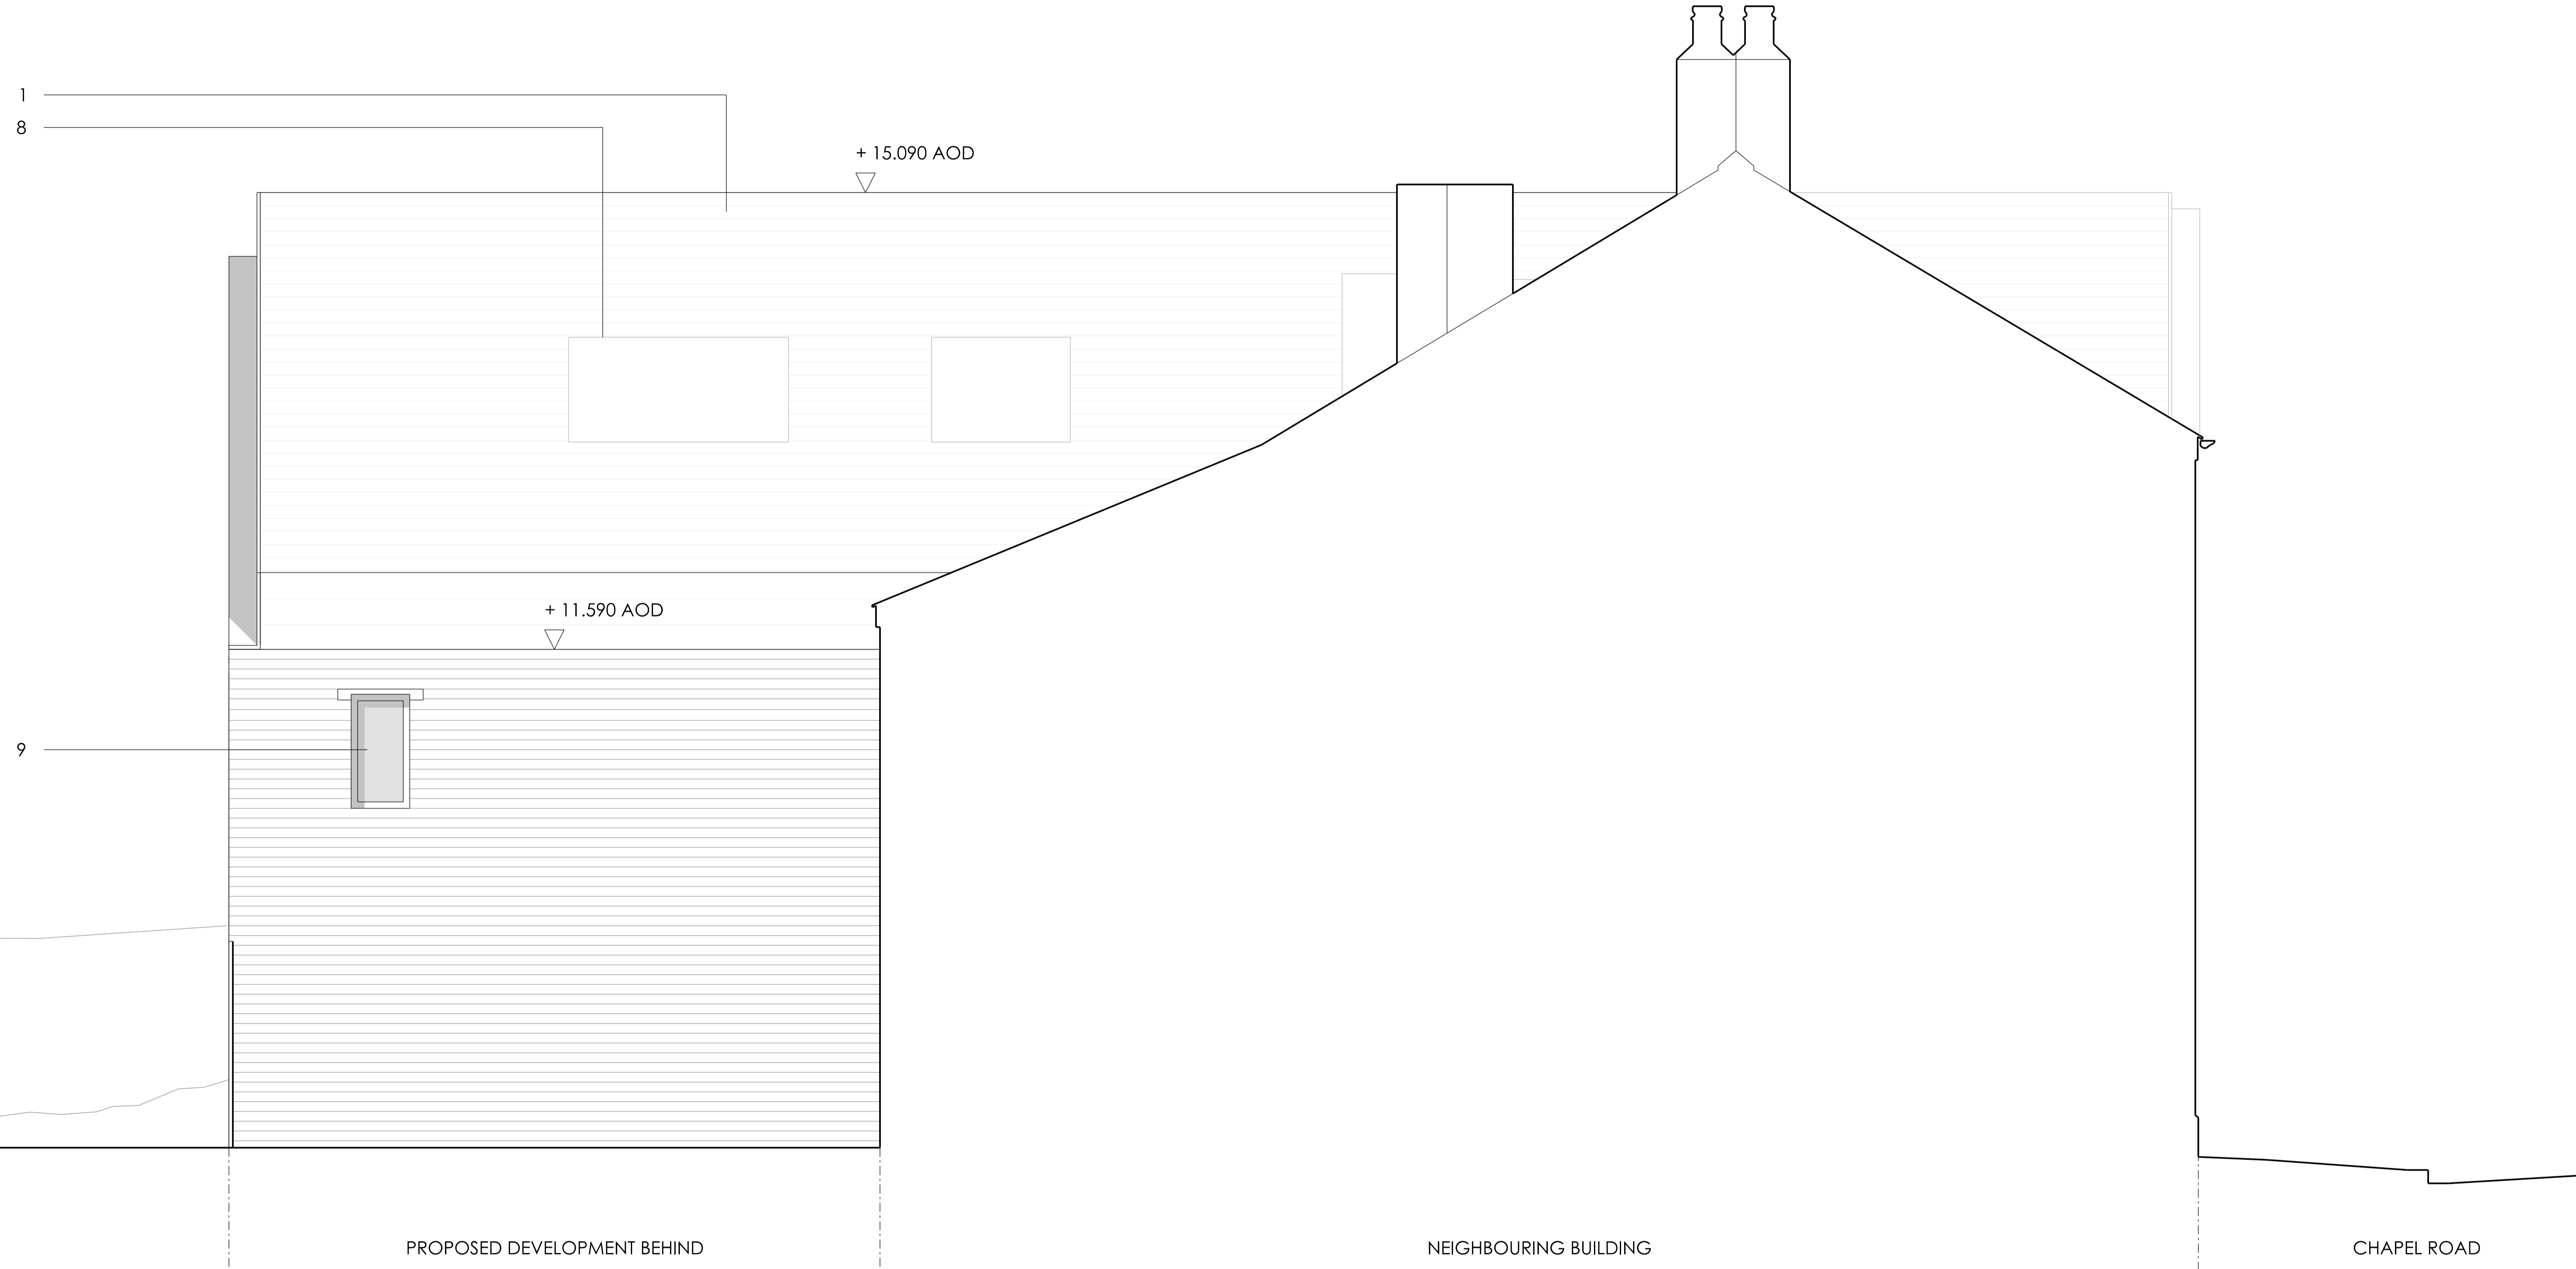 1
8
+ 15.090 AOD
+ 11.590 AOD
9
PROPOSED DEVELOPMENT BEHIND
NEIGHBOURING BUILDING
CHAPEL ROAD